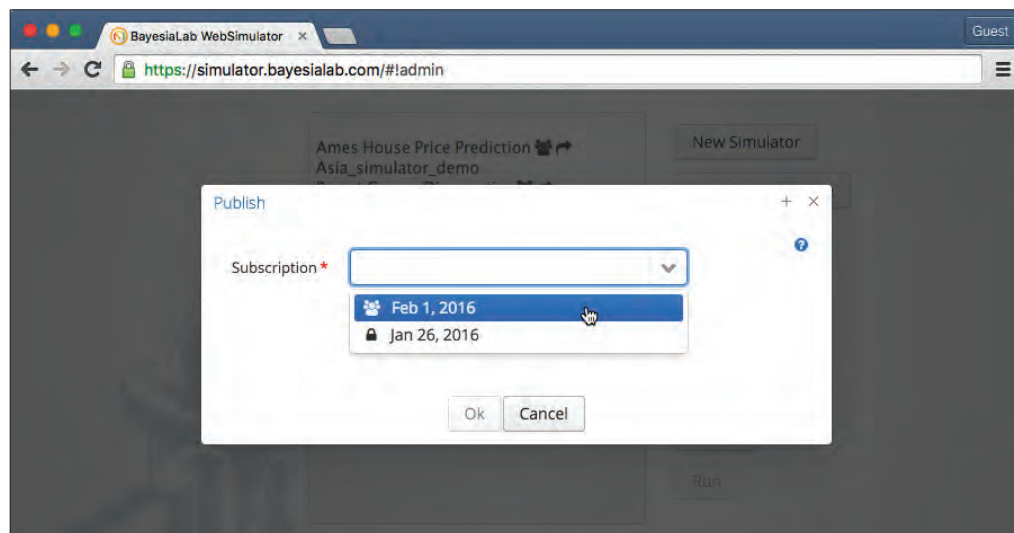 BayesiaLab WebSimulator
Guest
https://simulator.bayesialab.com/#!admin
Ames House Price Prediction
New Simulator
Asia_simulator_demo
Publish
Subscription *
Feb 1, 2016
Jan 26, 2016
Ok Cancel
Run